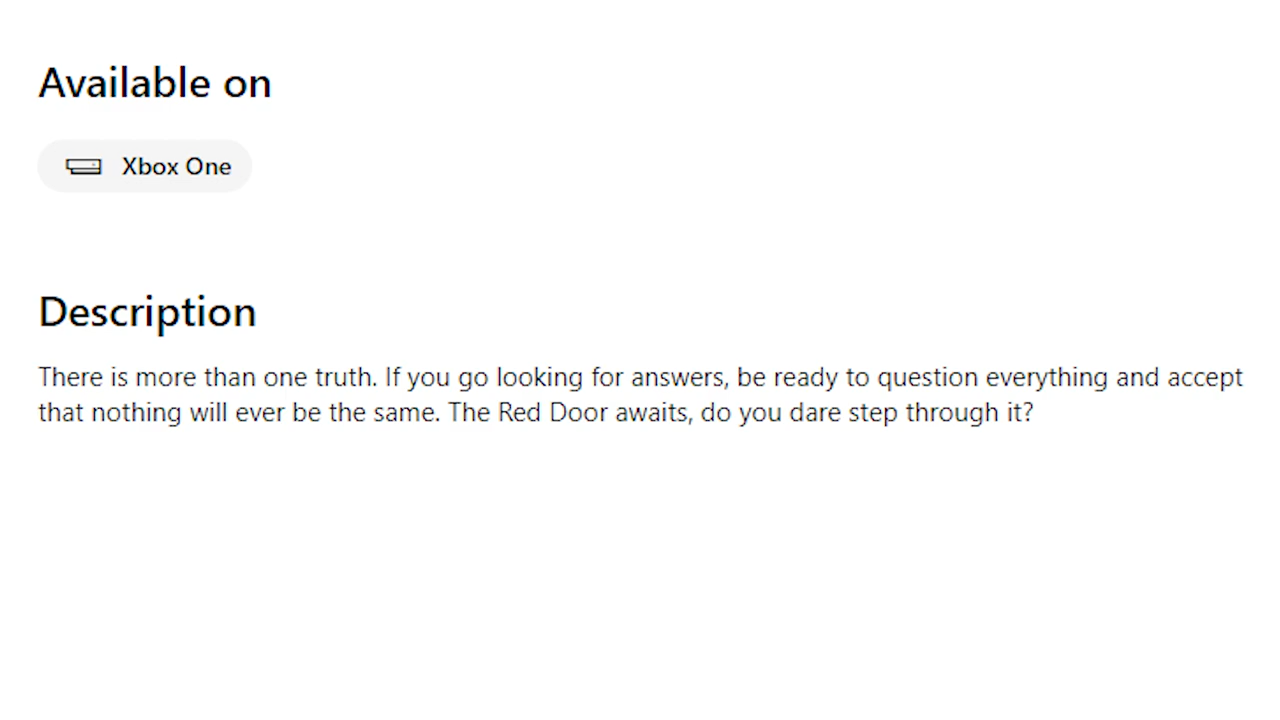 Available on
Xbox One
Description
There is more than one truth. If you go looking for answers, be ready to question everything and accept
that nothing will ever be the same. The Red Door awaits, do you dare step through it?